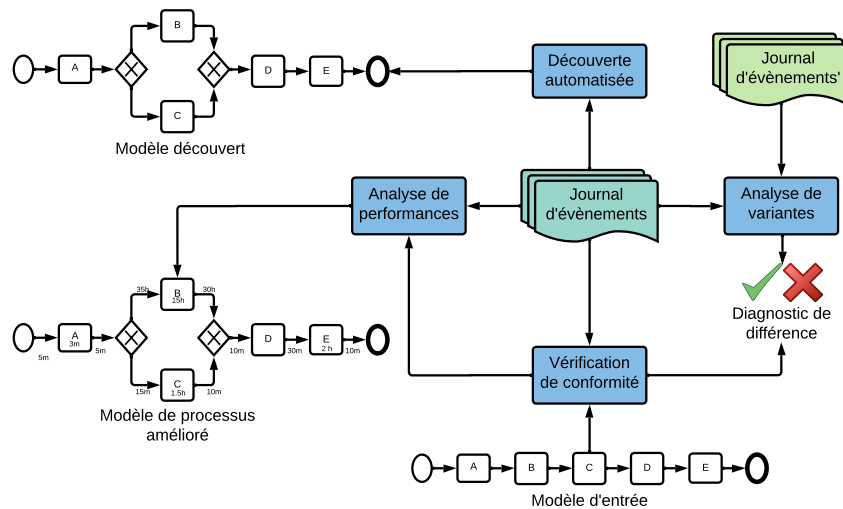 B
A
D
E
C
Modèle découvert
Découverte
automatisée
Journal
d'évènements'
Analyse de
performances
Journal
d'évènements
Analyse de
variantes
Diagnostic de
différence
35h
B
15h
30h
A
3m
D
E
2 h
5m
5m
10m
30m
10m
C
1.5h
15m
10m
Modèle de processus
amélioré
Vérification
de conformité
A
B
C
D
E
Modèle d'entrée